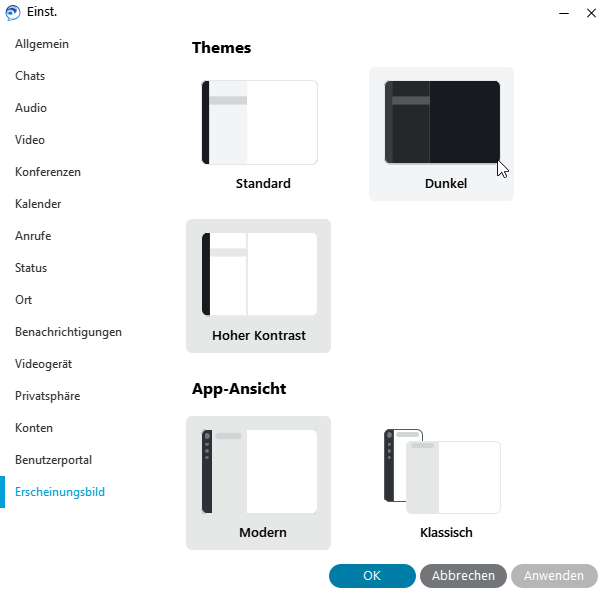 Einst.
Allgemein
Chats
Audio
Video
Konferenzen
Kalender
Anrufe
Status
Ort
Benachrichtigungen
Videogerät
Privatsphäre
Konten
Benutzerportal
Erscheinungsbild
Themes
Standard
Dunkel
Hoher Kontrast
App-Ansicht
Modern
Klassisch
OK
Abbrechen
Anwenden